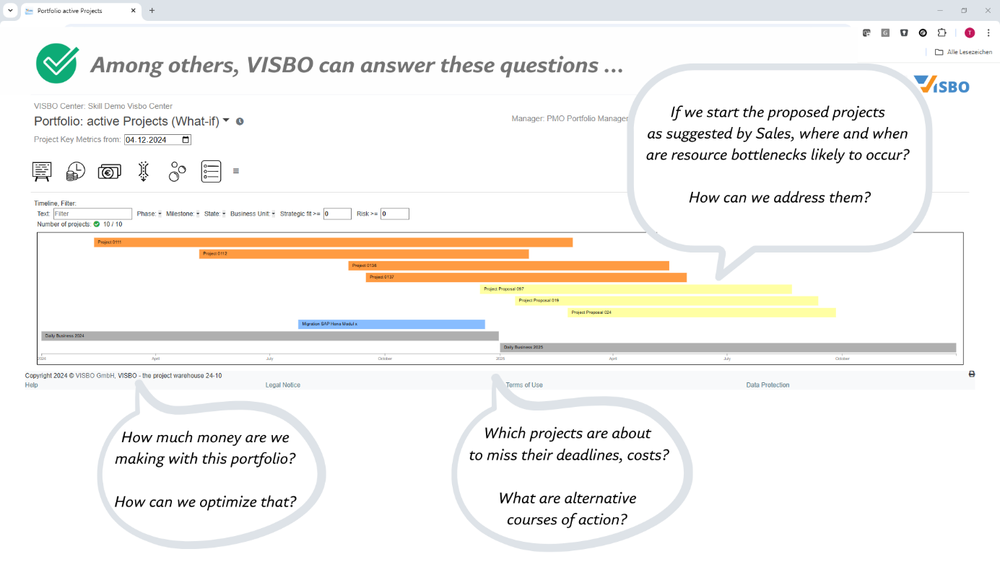 Portfolio active Projects
Alle Lesezeichen
Among others, VISBO can answer these questions ...
VISBO
VISBO Center: Skill Demo Visbo Center
Portfolio: active Projects (What-if)
Manager: PMO Portfolio Manager
Project Key Metrics from: 04.12.2024
If we start the proposed projects
as suggested by Sales, where and when
are resource bottlenecks likely to occur?
How can we address them?
Timeline, Filter:
Text: Filter Phase: Milestone: State: Business Unit: Strategic fit >= 0 Risk >= 0
Number of projects: 10 / 10
Project 0111
Project 0112
Project 0136
Project 0137
Project Proposal 097
Project Proposal 019
Project Proposal 024
Migration SAP Hana Modul x
Daily Business 2024
Daily Business 2025
2024 April July October 2025 April July October
Copyright 2024 © VISBO GmbH, VISBO - the project warehouse 24-10
Help Legal Notice Terms of Use Data Protection
How much money are we
making with this portfolio?
How can we optimize that?
Which projects are about
to miss their deadlines, costs?
What are alternative
courses of action?